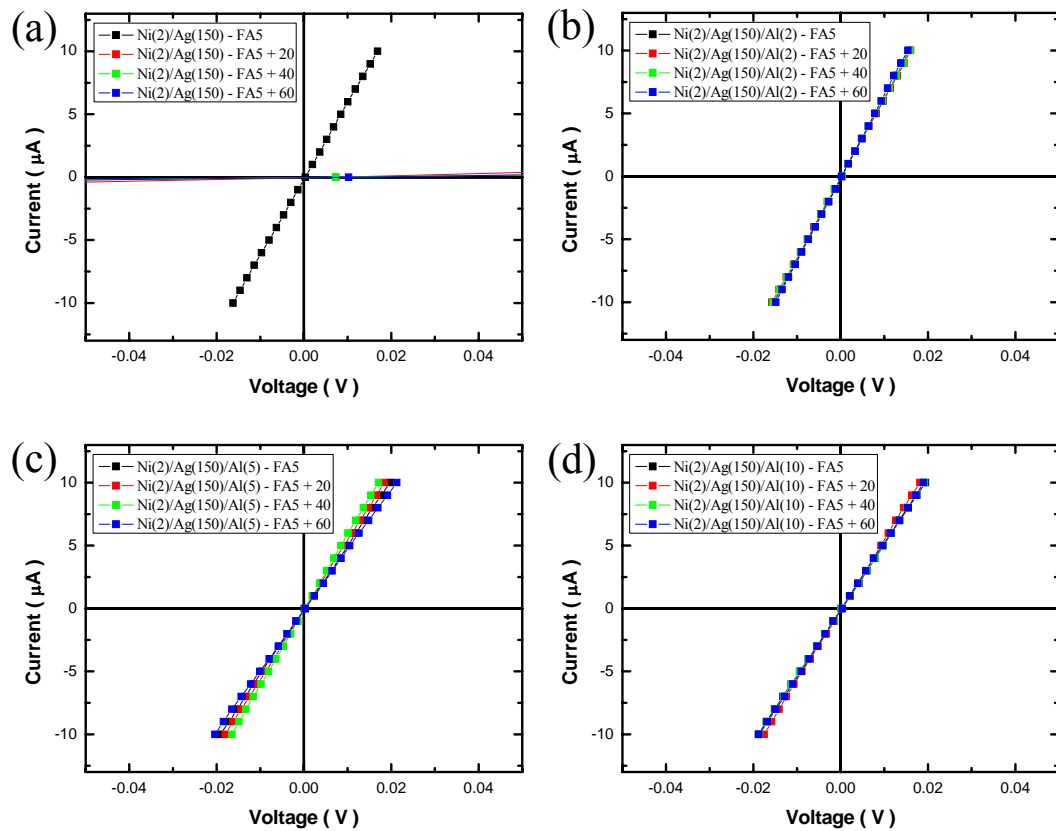 (a)
Ni(2)/Ag(150) - FA5
Ni(2)/Ag(150) - FA5 + 20
Ni(2)/Ag(150) - FA5 + 40
Ni(2)/Ag(150) - FA5 + 60
10
5
0
-5
-10
Current ( μA )
-0.04 -0.02 0.00 0.02 0.04
Voltage ( V )
(b)
Ni(2)/Ag(150)/Al(2) - FA5
Ni(2)/Ag(150)/Al(2) - FA5 + 20
Ni(2)/Ag(150)/Al(2) - FA5 + 40
Ni(2)/Ag(150)/Al(2) - FA5 + 60
10
5
0
-5
-10
Current ( μA )
-0.04 -0.02 0.00 0.02 0.04
Voltage ( V )
(c)
Ni(2)/Ag(150)/Al(5) - FA5
Ni(2)/Ag(150)/Al(5) - FA5 + 20
Ni(2)/Ag(150)/Al(5) - FA5 + 40
Ni(2)/Ag(150)/Al(5) - FA5 + 60
10
5
0
-5
-10
Current ( μA )
-0.04 -0.02 0.00 0.02 0.04
Voltage ( V )
(d)
Ni(2)/Ag(150)/Al(10) - FA5
Ni(2)/Ag(150)/Al(10) - FA5 + 20
Ni(2)/Ag(150)/Al(10) - FA5 + 40
Ni(2)/Ag(150)/Al(10) - FA5 + 60
10
5
0
-5
-10
Current ( μA )
-0.04 -0.02 0.00 0.02 0.04
Voltage ( V )